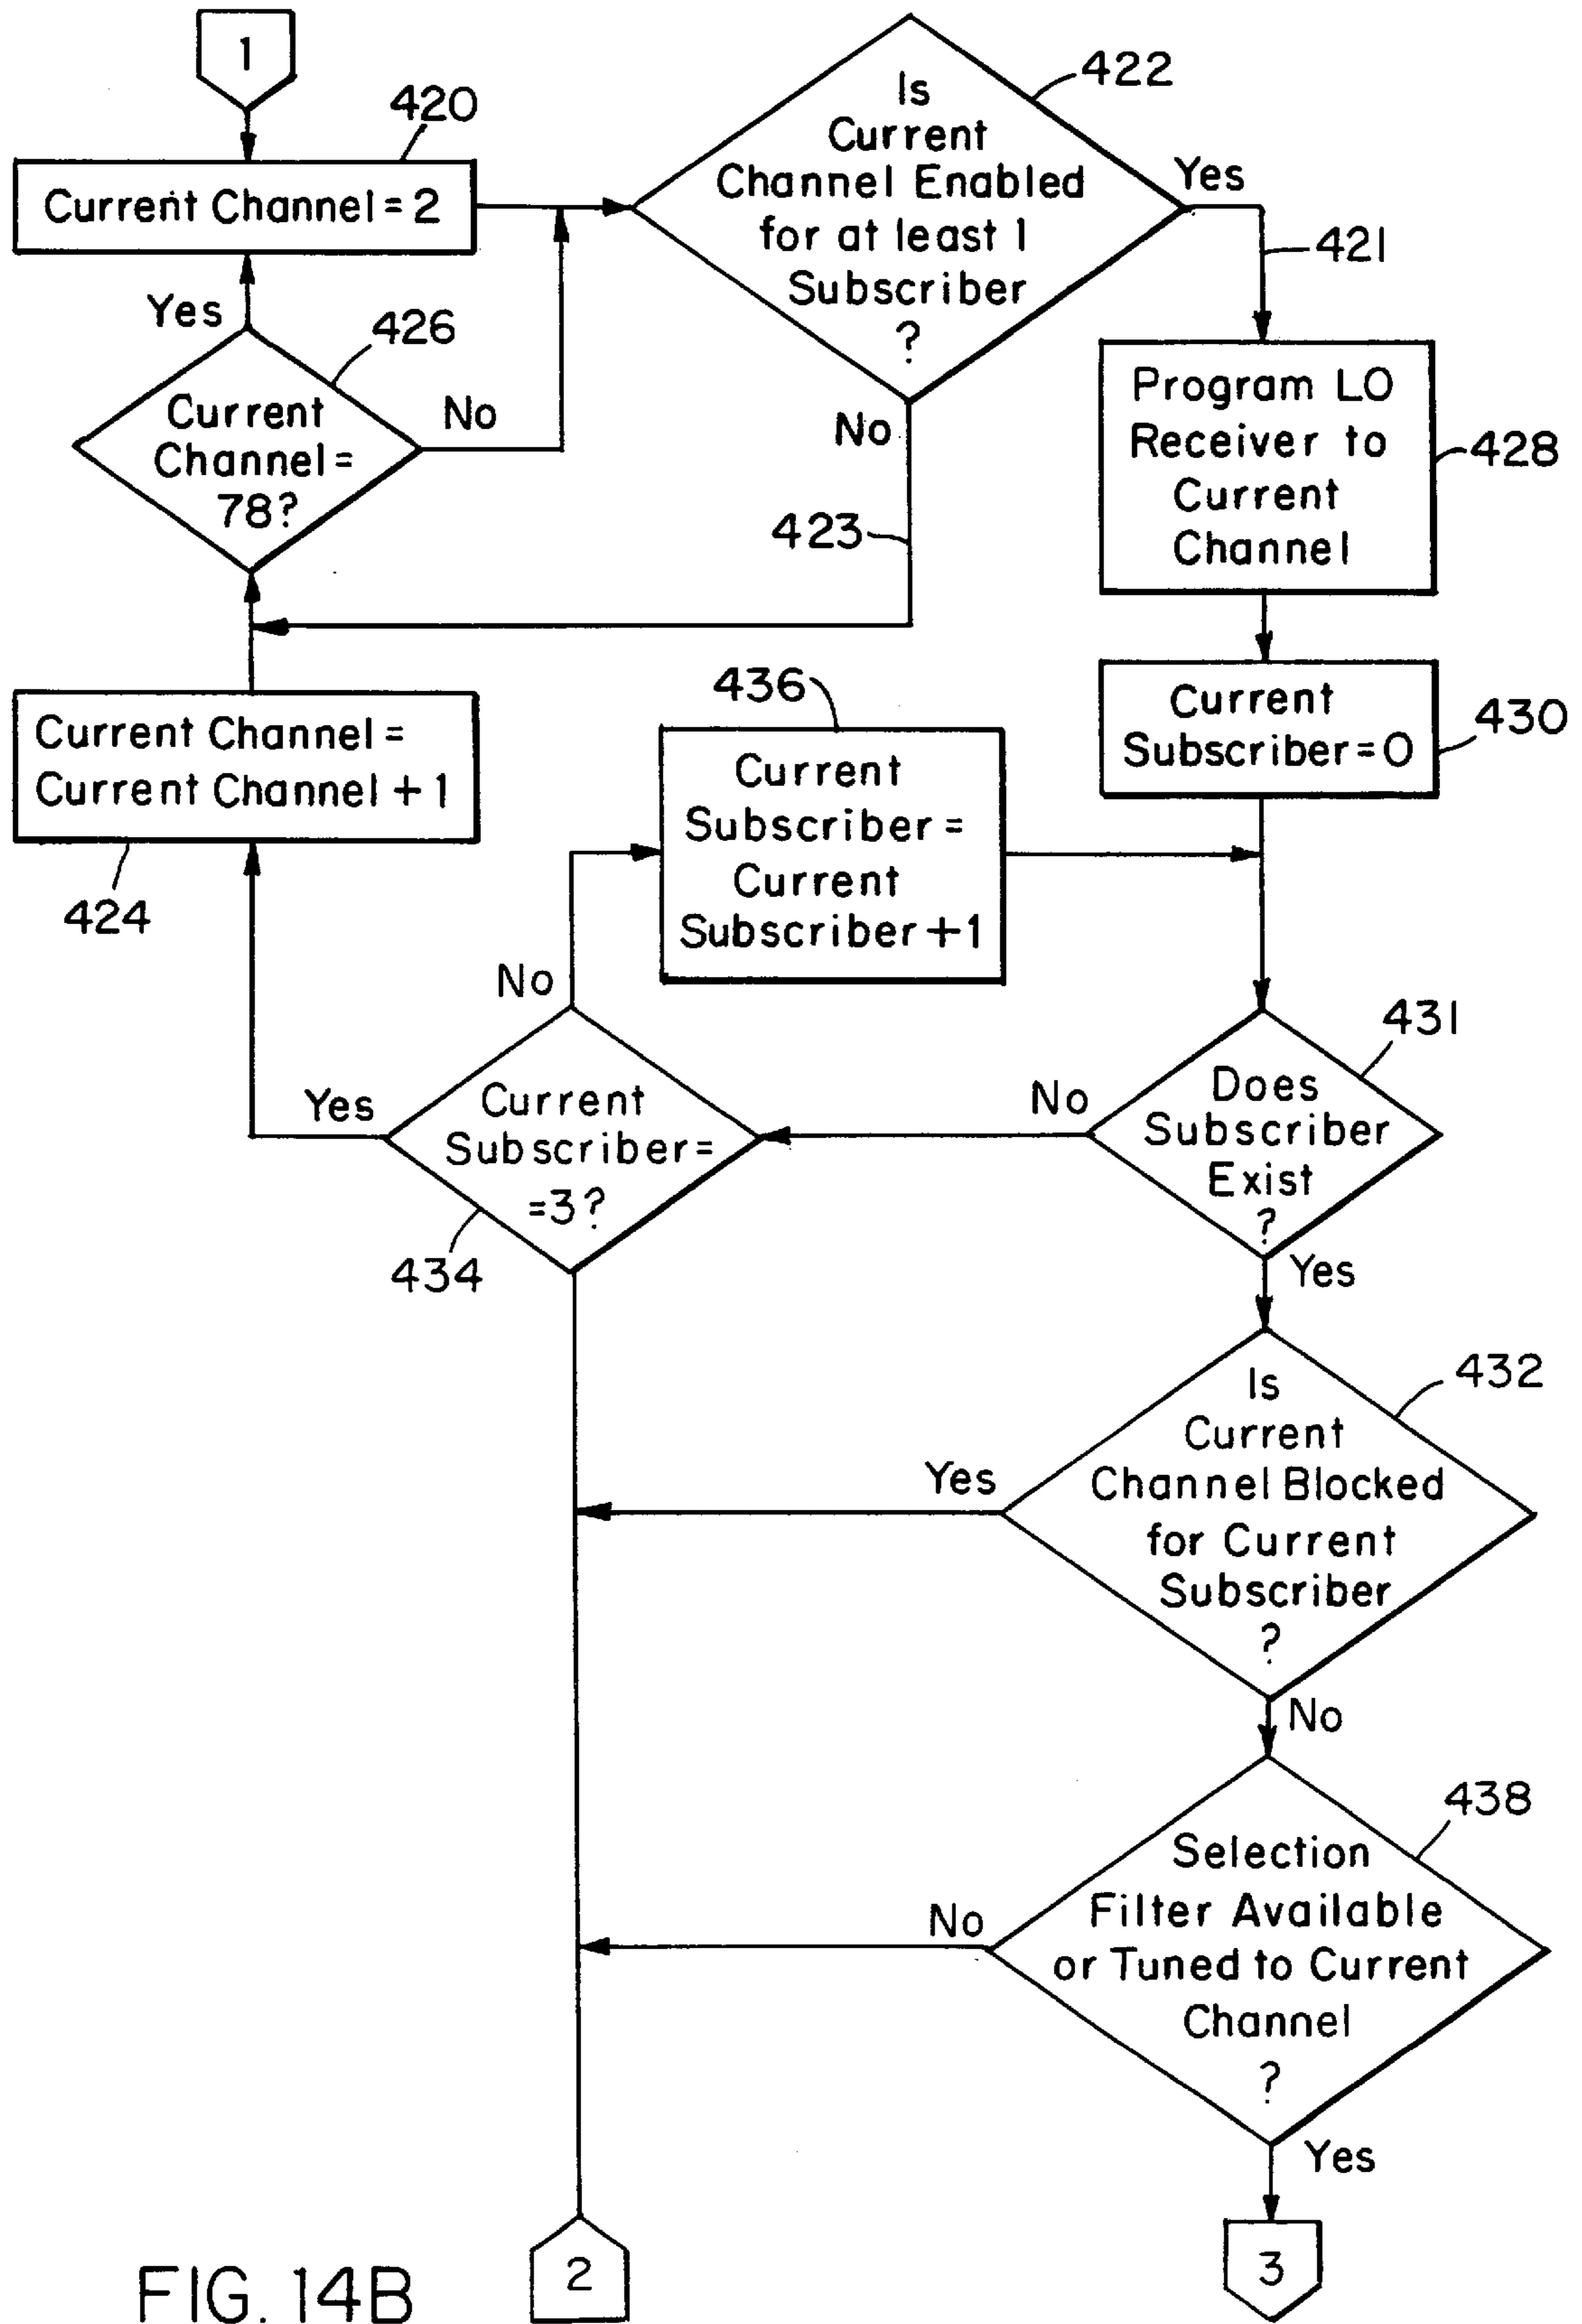 1
420
Current Channel = 2
Yes
426
Current
Channel =
78?
No
422
Is
Current
Channel Enabled
for at least 1
Subscriber
?
Yes
421
No
423
Program LO
Receiver to
Current
Channel
428
Current
Subscriber = 0
430
436
Current
Subscriber =
Current
Subscriber +1
Current Channel =
Current Channel + 1
424
No
Yes
Current
Subscriber =
=3?
434
431
No
Does
Subscriber
Exist
?
Yes
432
Is
Current
Channel Blocked
for Current
Subscriber
?
Yes
No
438
Selection
Filter Available
or Tuned to Current
Channel
?
No
Yes
2
3
FIG. 14B